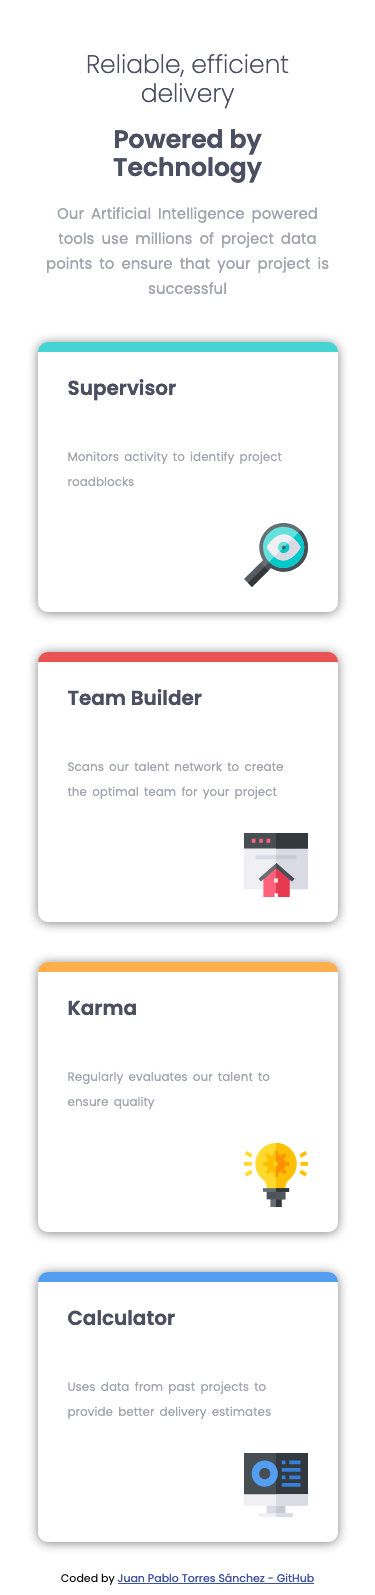 Reliable, efficient
delivery
Powered by
Technology
Our Artificial Intelligence powered
tools use millions of project data
points to ensure that your project is
successful
Supervisor
Monitors activity to identify project
roadblocks
Team Builder
Scans our talent network to create
the optimal team for your project
Karma
Regularly evaluates our talent to
ensure quality
Calculator
Uses data from past projects to
provide better delivery estimates
Coded by Juan Pablo Torres Sánchez - GitHub